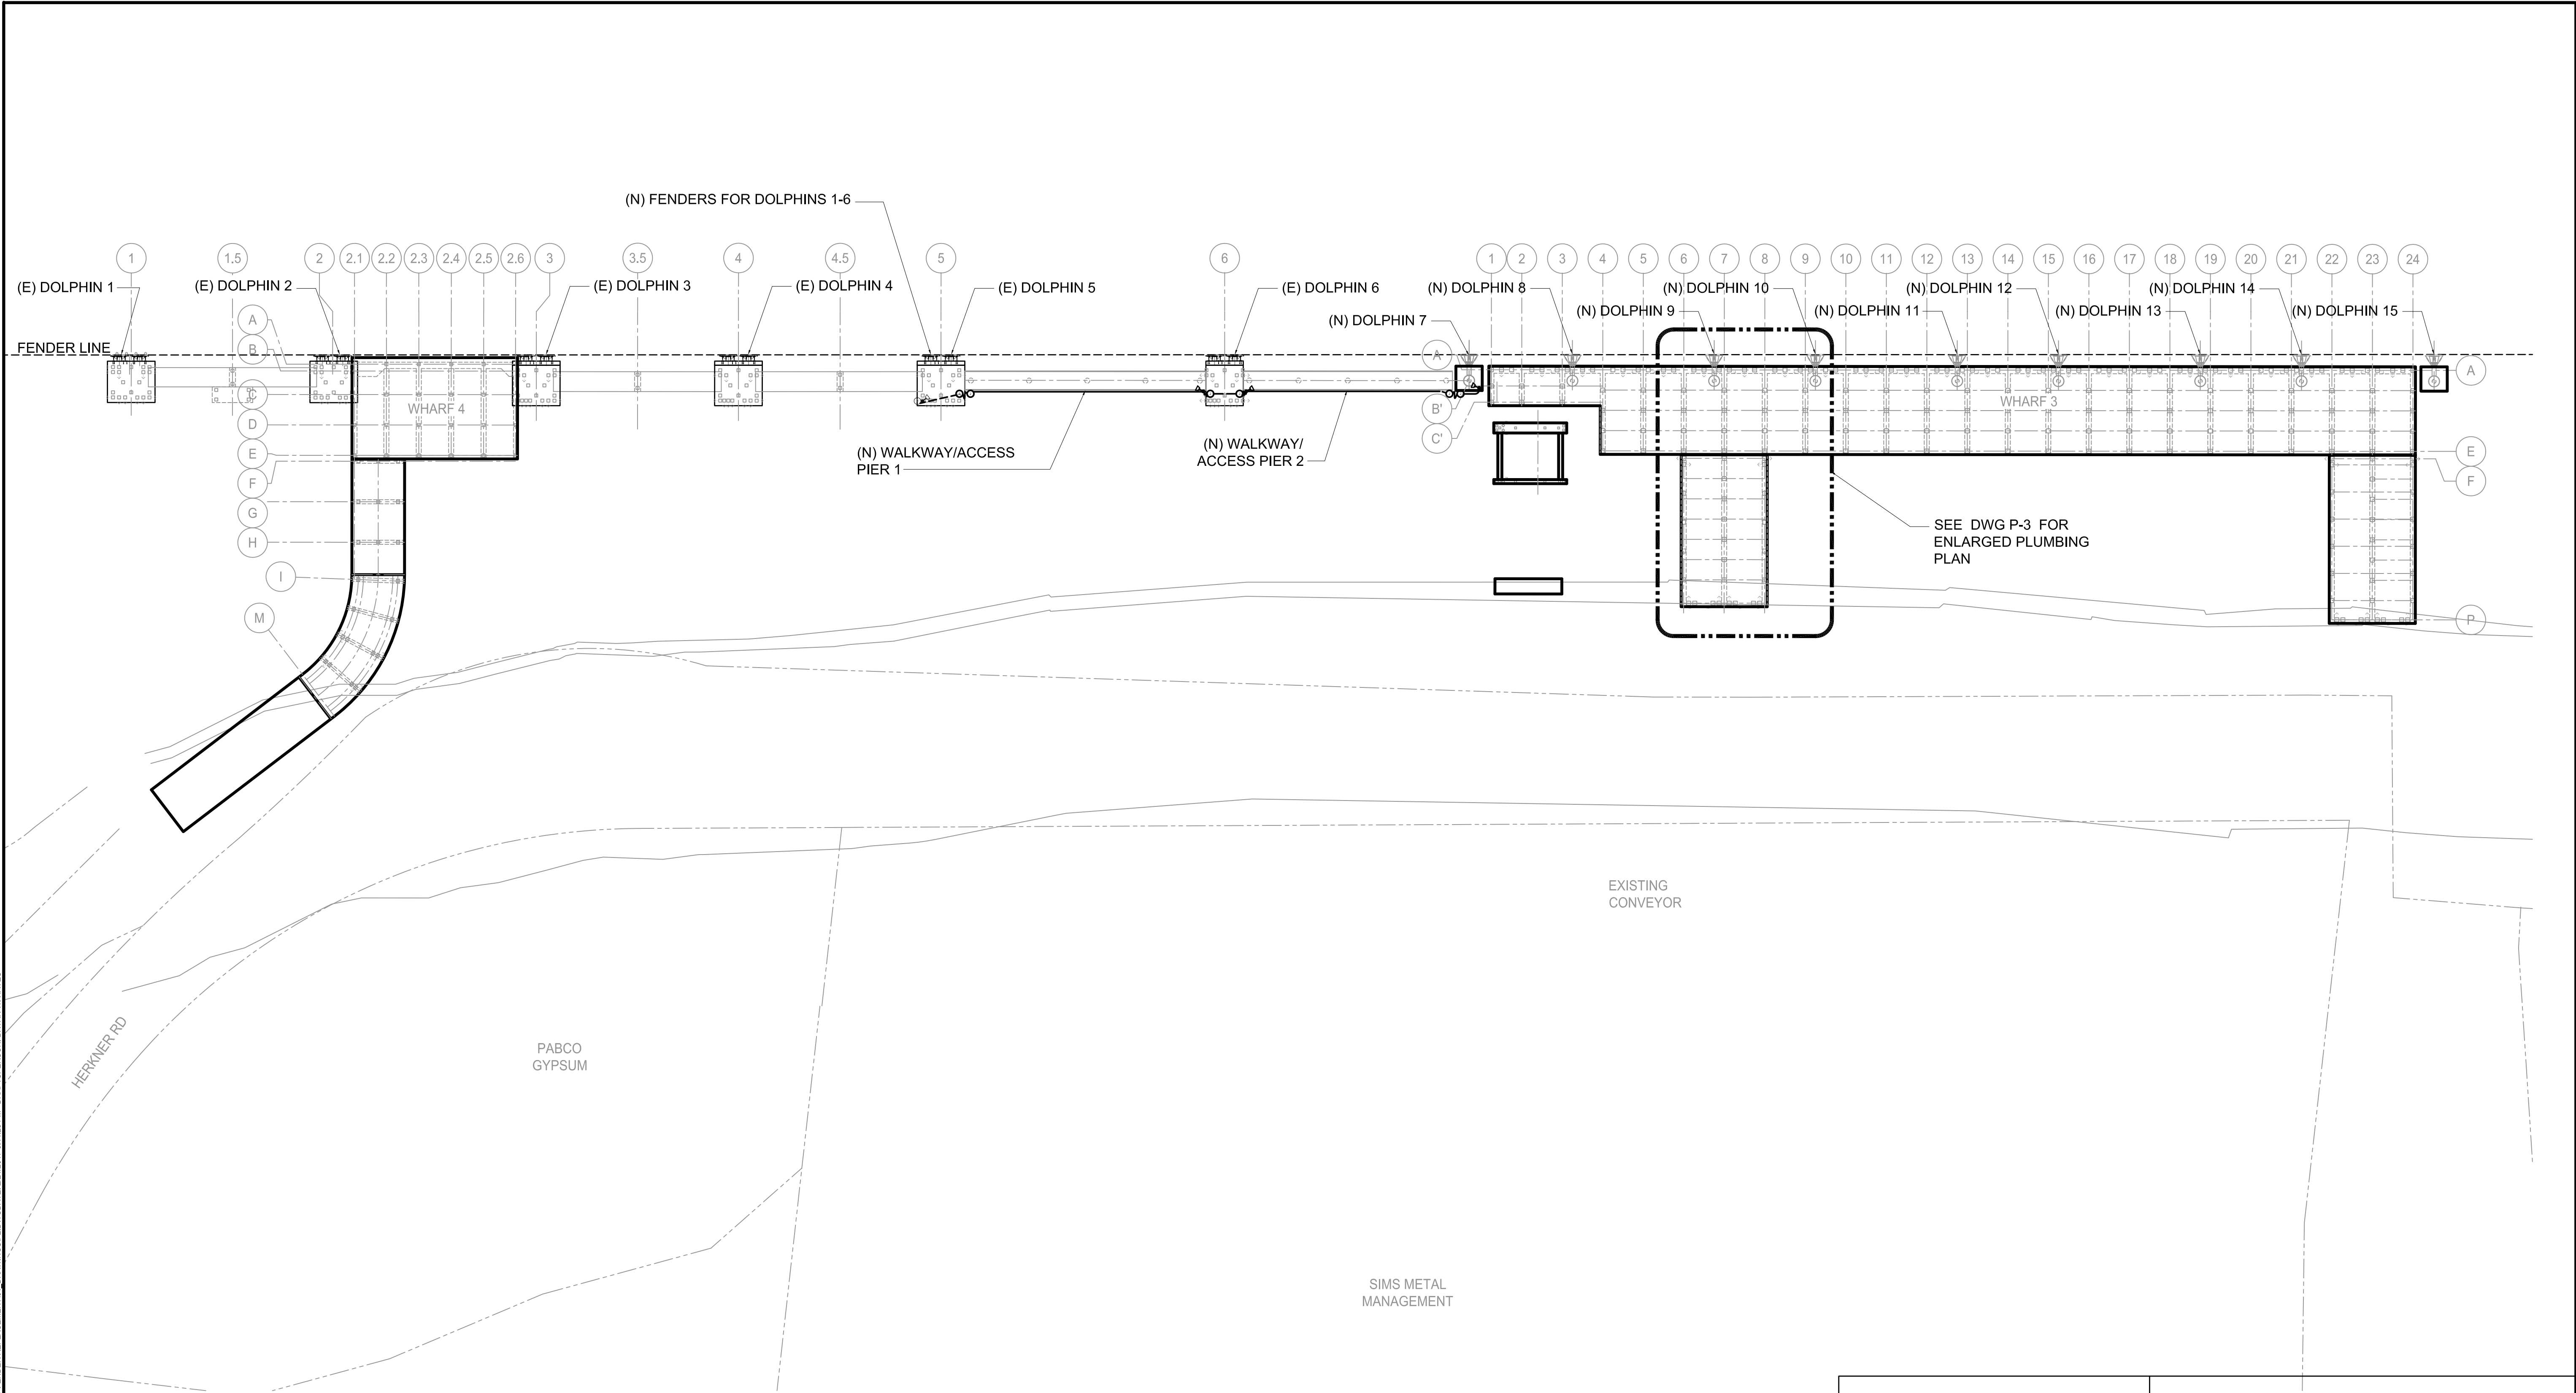 (N) FENDERS FOR DOLPHINS 1-6
1
1.5
2
2.1
2.2
2.3
2.4
2.5
2.6
3
3.5
4
4.5
5
6
1
2
3
4
5
6
7
8
9
10
11
12
13
14
15
16
17
18
19
20
21
22
23
24
(E) DOLPHIN 1
(E) DOLPHIN 2
(E) DOLPHIN 3
(E) DOLPHIN 4
(E) DOLPHIN 5
(E) DOLPHIN 6
(N) DOLPHIN 7
(N) DOLPHIN 8
(N) DOLPHIN 9
(N) DOLPHIN 10
(N) DOLPHIN 11
(N) DOLPHIN 12
(N) DOLPHIN 13
(N) DOLPHIN 14
(N) DOLPHIN 15
FENDER LINE
A
B
C
D
E
F
G
H
I
M
WHARF 4
A
B'
C'
WHARF 3
A
E
F
P
(N) WALKWAY/ACCESS
PIER 1
(N) WALKWAY/
ACCESS PIER 2
SEE DWG P-3 FOR
ENLARGED PLUMBING
PLAN
EXISTING
CONVEYOR
HERKNER RD
PABCO
GYPSUM
SIMS METAL
MANAGEMENT